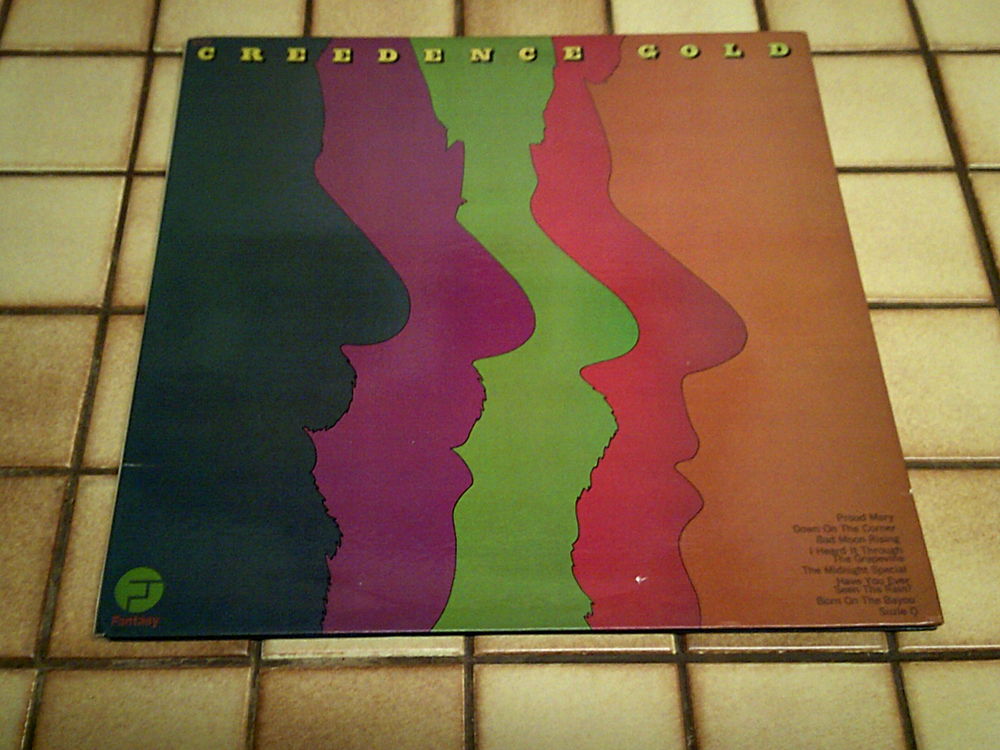 CREEDENCE GOLD
Proud Mary
Down On The Corner
Bad Moon Rising
I Heard It Through
The Grapevine
The Midnight Special
Have You Ever
Seen The Rain?
Born On The Bayou
Suzie Q
Fantasy